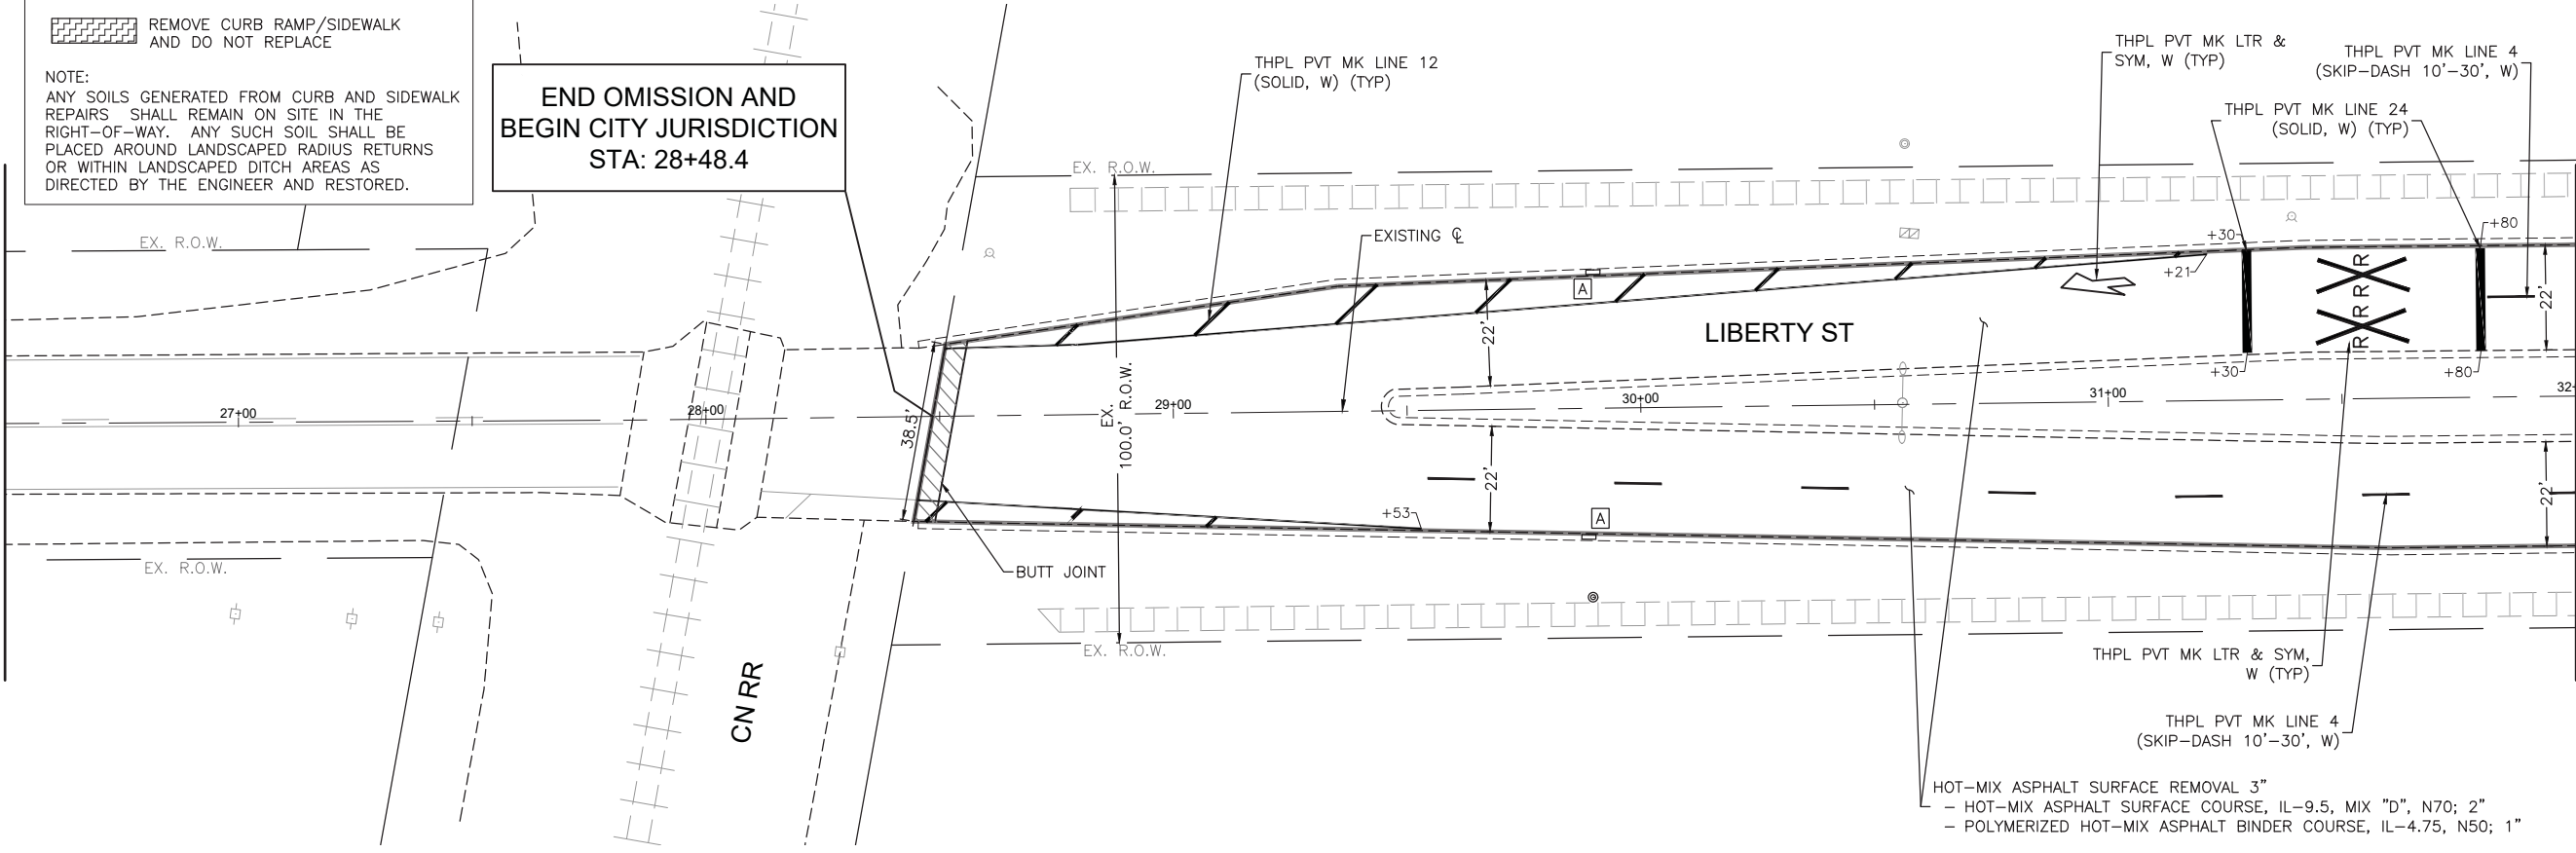 REMOVE CURB RAMP/SIDEWALK
AND DO NOT REPLACE
NOTE:
ANY SOILS GENERATED FROM CURB AND SIDEWALK
REPAIRS SHALL REMAIN ON SITE IN THE
RIGHT-OF-WAY. ANY SUCH SOIL SHALL BE
PLACED AROUND LANDSCAPED RADIUS RETURNS
OR WITHIN LANDSCAPED DITCH AREAS AS
DIRECTED BY THE ENGINEER AND RESTORED.
END OMISSION AND
BEGIN CITY JURISDICTION
STA: 28+48.4
THPL PVT MK LINE 12
(SOLID, W) (TYP)
THPL PVT MK LTR &
SYM, W (TYP)
THPL PVT MK LINE 4
(SKIP-DASH 10'-30', W)
THPL PVT MK LINE 24
(SOLID, W) (TYP)
EX. R.O.W.
EX. R.O.W.
EXISTING ℄
+30
+80
+21
A
22'
LIBERTY ST
R R R R
22'
+30
+80
EX.
100.0' R.O.W.
38.5'
27+00
28+00
29+00
30+00
31+00
32+
22'
22'
+53
A
BUTT JOINT
EX. R.O.W.
EX. R.O.W.
CN RR
THPL PVT MK LTR & SYM,
W (TYP)
THPL PVT MK LINE 4
(SKIP-DASH 10'-30', W)
HOT-MIX ASPHALT SURFACE REMOVAL 3"
- HOT-MIX ASPHALT SURFACE COURSE, IL-9.5, MIX "D", N70; 2"
- POLYMERIZED HOT-MIX ASPHALT BINDER COURSE, IL-4.75, N50; 1"